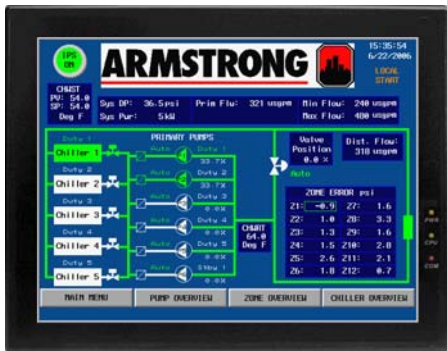 IPS
ON
ARMSTRONG
15:35:54
6/22/2006
LOCAL
START
CHWST
PV: 54.0
SP: 54.0
Deg F
Sys DP: 36.5psi Prim Flw: 321 usgpm Min Flow: 240 usgpm
Sys Pwr: 5kW Max Flow: 480 usgpm
Duty 1
Chiller 1
Duty 2
Chiller 2
Duty 3
Chiller 3
Duty 4
Chiller 4
Duty 5
Chiller 5
PRIMARY PUMPS
Auto Duty 1
33.7%
Auto Duty 2
33.7%
Auto Duty 3
0.0%
Auto Duty 4
0.0%
Auto Duty 5
0.0%
Auto Stby 1
0.0%
CHWRT
64.0
Deg F
Valve
Position
0.0 %
Auto
Dist. Flow:
318 usgpm
ZONE ERROR psi
Z1: -0.9 Z7: 1.6
Z2: 1.0 Z8: 3.3
Z3: 1.3 Z9: 1.6
Z4: 1.5 Z10: 2.8
Z5: 2.6 Z11: 2.1
Z6: 1.8 Z12: 0.7
MAIN MENU
PUMP OVERVIEW
ZONE OVERVIEW
CHILLER OVERVIEW
PWR
CPU
COM